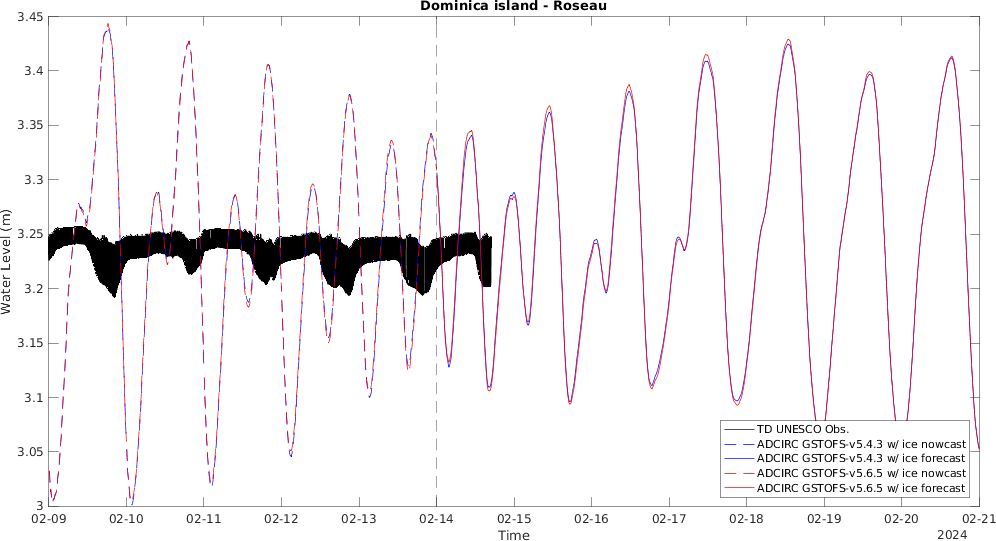 Dominica island - Roseau
3.45
3.4
3.35
3.3
3.25
3.2
3.15
3.1
3.05
3
Water Level (m)
02-09 02-10 02-11 02-12 02-13 02-14 02-15 02-16 02-17 02-18 02-19 02-20 02-21
Time
2024
TD UNESCO Obs.
ADCIRC GSTOFS-v5.4.3 w/ ice nowcast
ADCIRC GSTOFS-v5.4.3 w/ ice forecast
ADCIRC GSTOFS-v5.6.5 w/ ice nowcast
ADCIRC GSTOFS-v5.6.5 w/ ice forecast